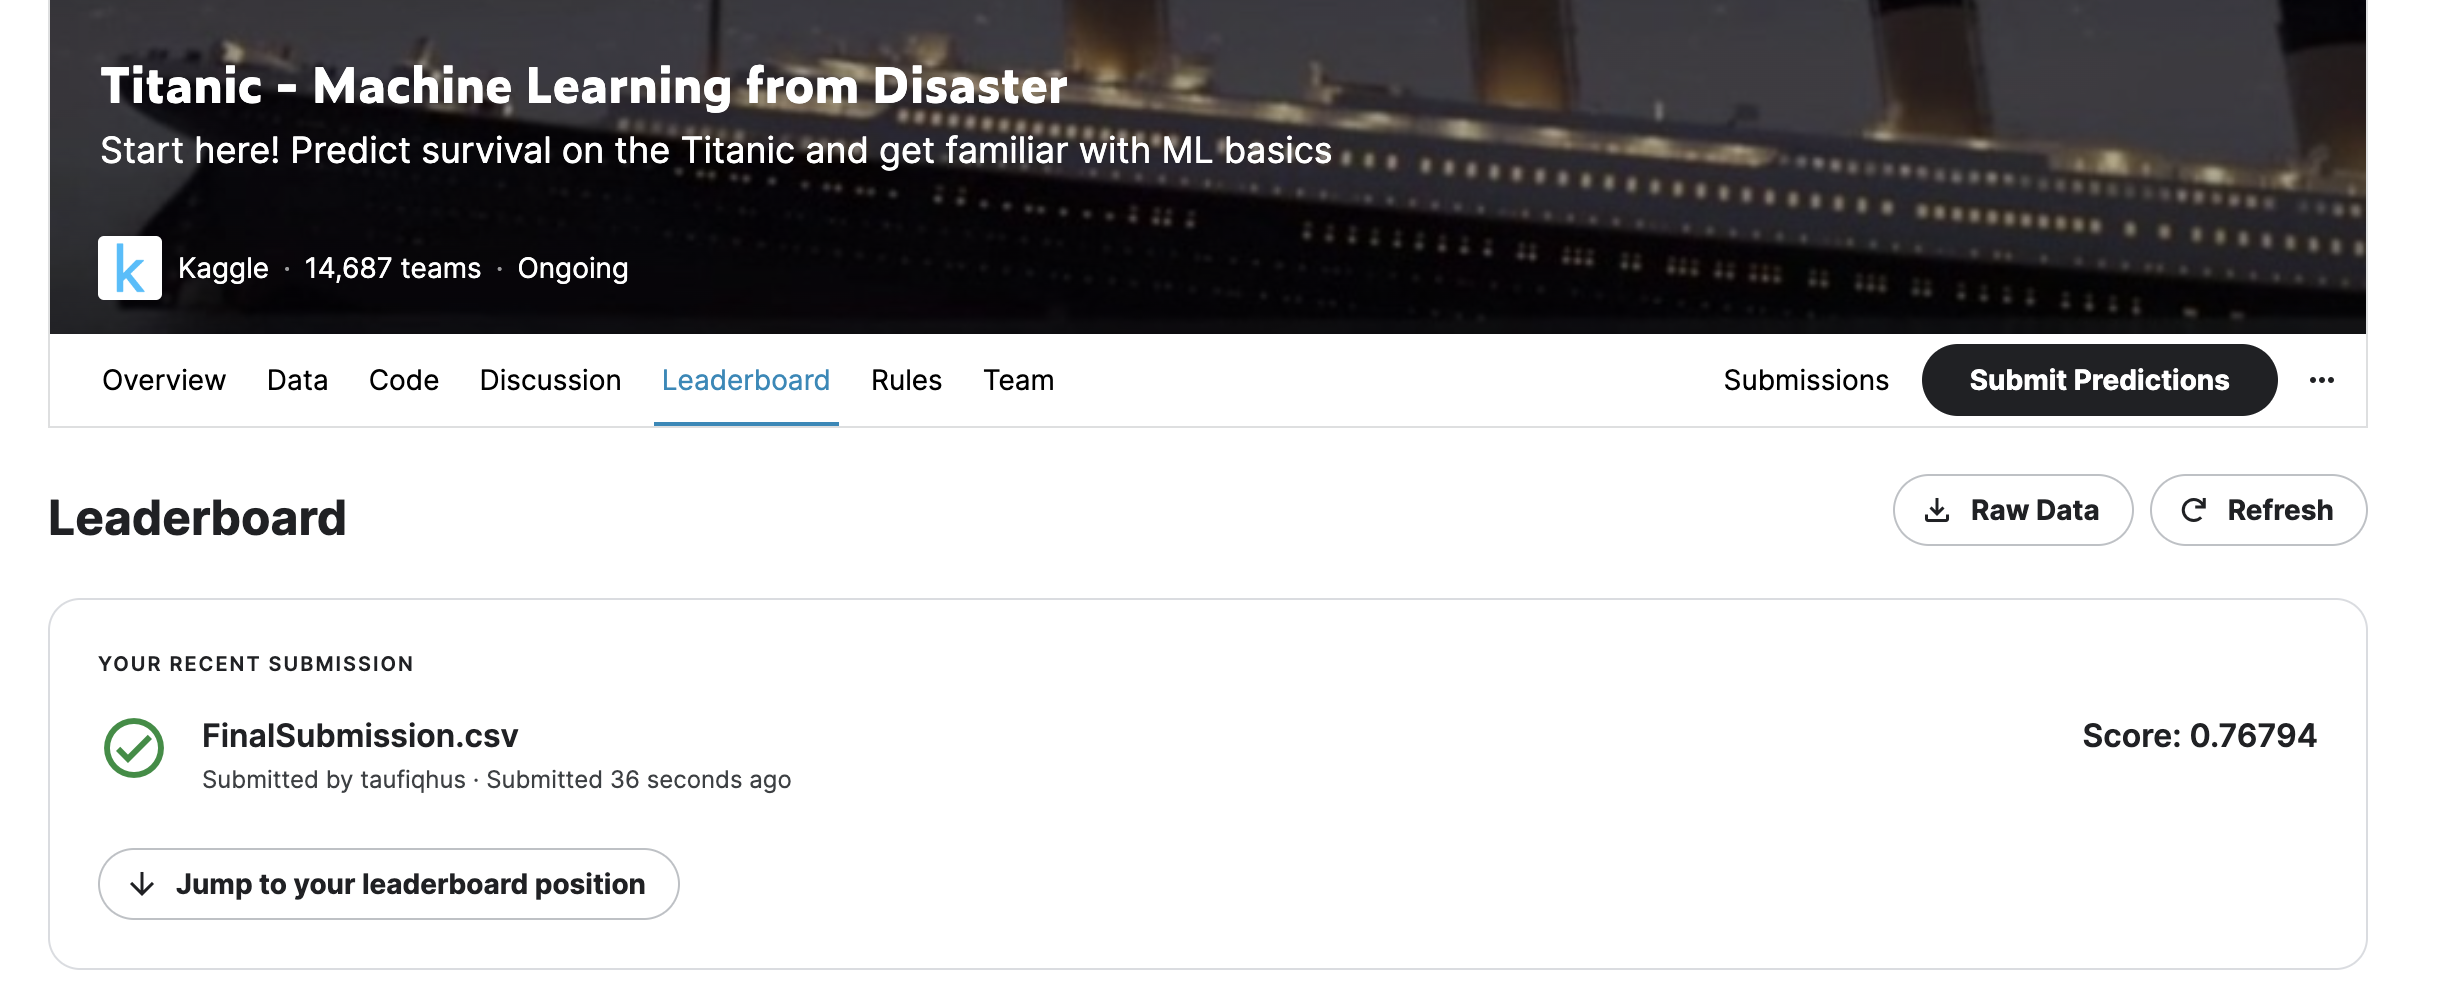 Titanic - Machine Learning from Disaster
Start here! Predict survival on the Titanic and get familiar with ML basics
k Kaggle · 14,687 teams · Ongoing
Overview Data Code Discussion Leaderboard Rules Team Submissions Submit Predictions ...
Leaderboard Raw Data Refresh
YOUR RECENT SUBMISSION
FinalSubmission.csv Score: 0.76794
Submitted by taufiqhus · Submitted 36 seconds ago
Jump to your leaderboard position